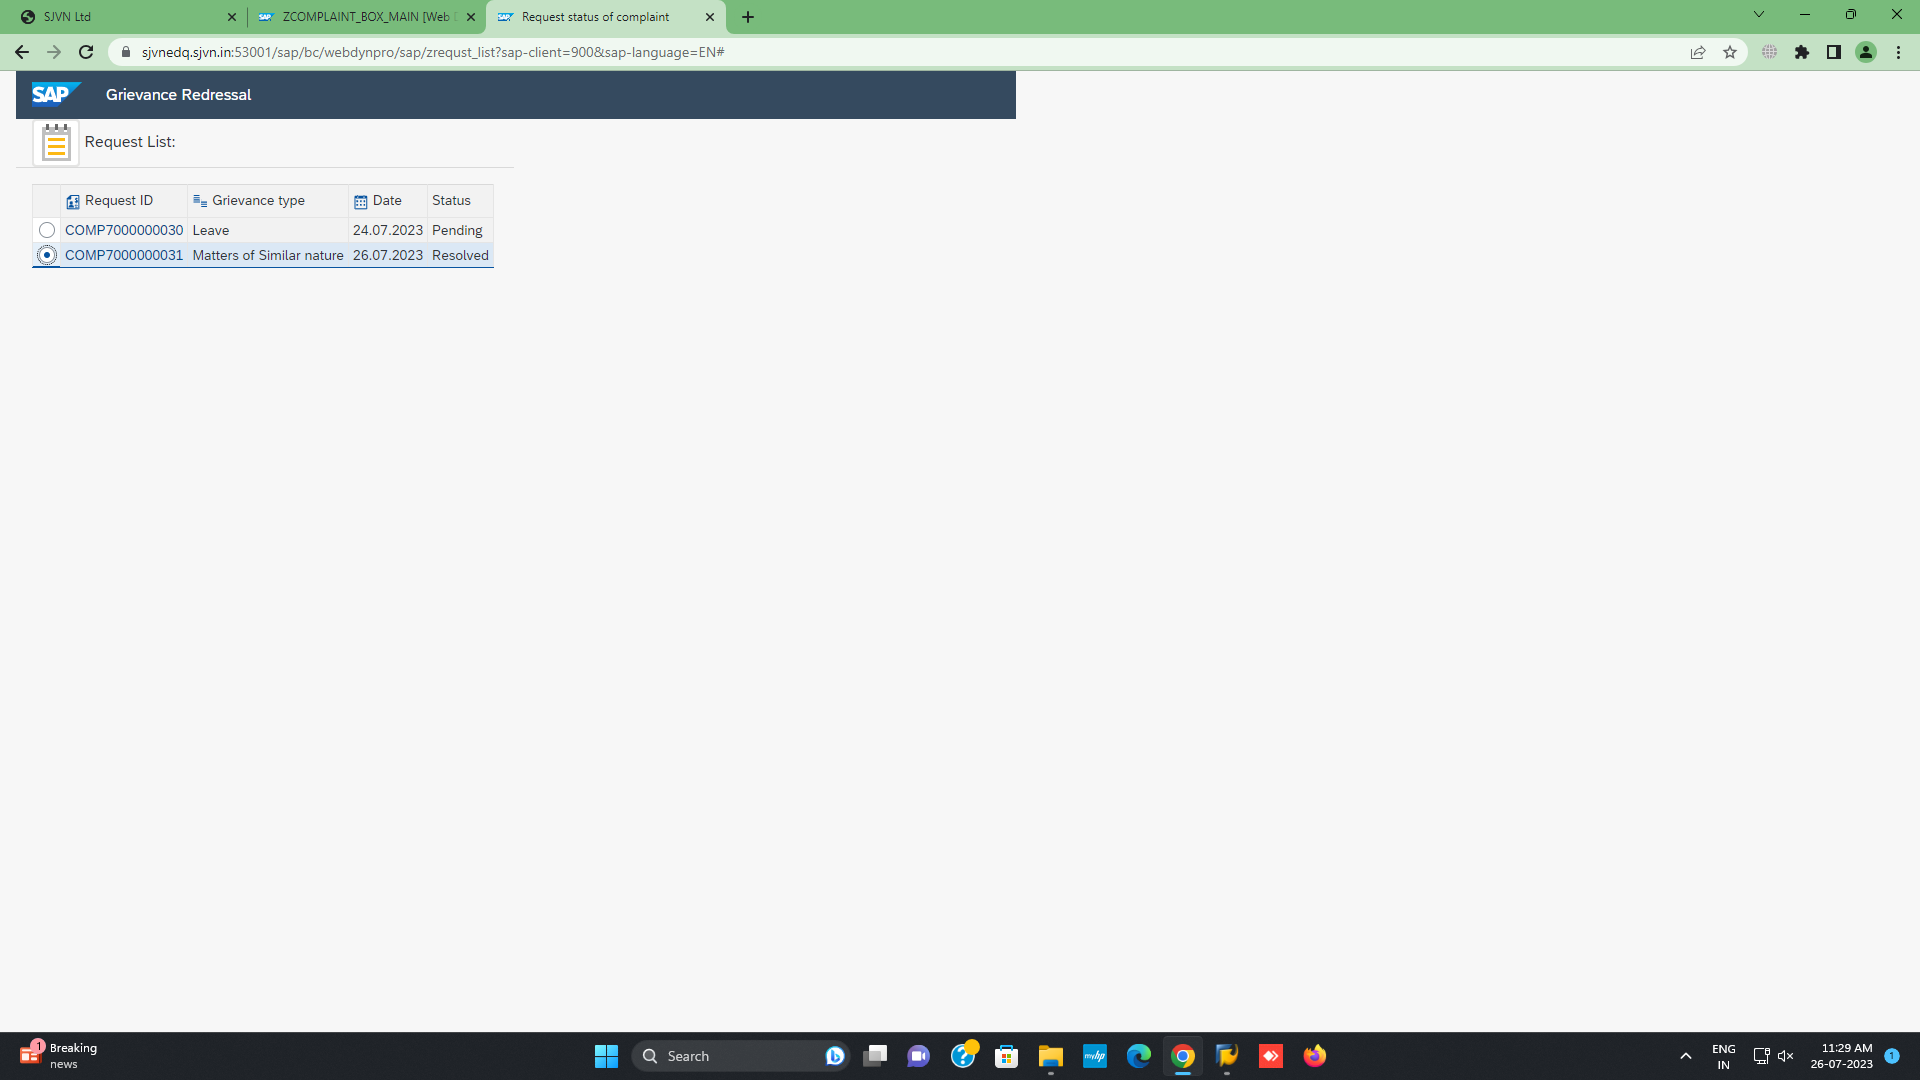 SJVN Ltd
ZCOMPLAINT_BOX_MAIN [Web
Request status of complaint
sjvnedq.sjvn.in:53001/sap/bc/webdynpro/sap/zrequst_list?sap-client=900&sap-language=EN#
SAP Grievance Redressal
Request List:
Request ID Grievance type Date Status
COMP7000000030 Leave 24.07.2023 Pending
COMP7000000031 Matters of Similar nature 26.07.2023 Resolved
1
Breaking
news
Search
myhp
ENG
IN
11:29 AM
26-07-2023
1